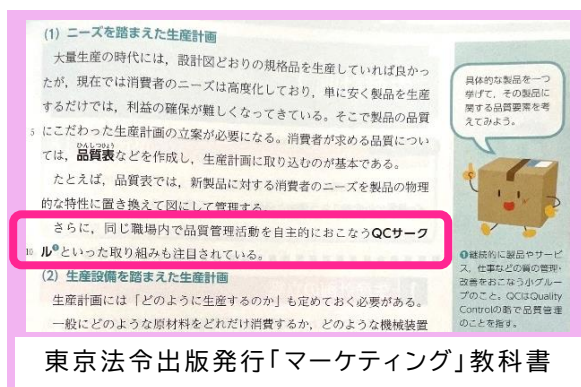 (1) ニーズを踏まえた生産計画
大量生産の時代には，設計図どおりの規格品を生産していれば良かっ
たが，現在では消費者のニーズは高度化しており，単に安く製品を生産
するだけでは，利益の確保が難しくなってきている。そこで製品の品質
5 にこだわった生産計画の立案が必要になる。消費者が求める品質につい
ひんしつひょう
ては，品質表などを作成し，生産計画に取り込むのが基本である。
たとえば，品質表では，新製品に対する消費者のニーズを製品の物理
的な特性に置き換えて図にして管理する。
さらに，同じ職場内で品質管理活動を自主的におこなうQCサーク
10 ル❶といった取り組みも注目されている。
(2) 生産設備を踏まえた生産計画
生産計画には「どのように生産するのか」も定めておく必要がある。
一般にどのような原材料をどれだけ消費するか，どのような機械装置
具体的な製品を一つ
挙げて，その製品に
関する品質要素を考
えてみよう。
❶継続的に製品やサービ
ス，仕事などの質の管理・
改善をおこなう小グルー
プのこと。QCはQuality
Controlの略で品質管理
のことを指す。
東京法令出版発行「マーケティング」教科書